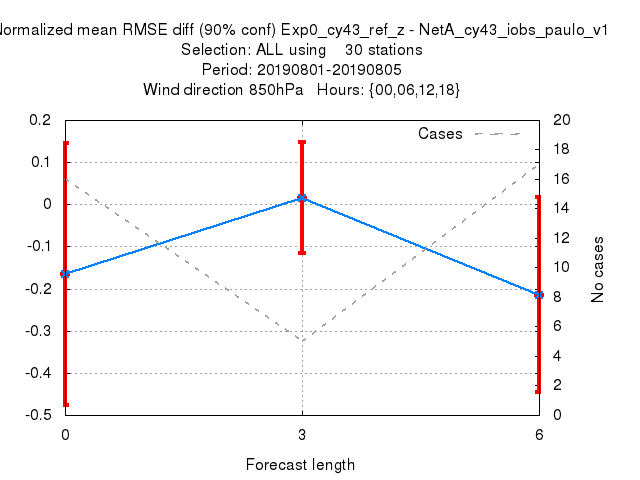 Normalized mean RMSE diff (90% conf) Exp0_cy43_ref_z - NetA_cy43_iobs_paulo_v1
Selection: ALL using 30 stations
Period: 20190801-20190805
Wind direction 850hPa Hours: {00,06,12,18}
Cases
0.2
0.1
0
-0.1
-0.2
-0.3
-0.4
-0.5
20
18
16
14
12
10
8
6
4
2
0
No cases
0 3 6
Forecast length